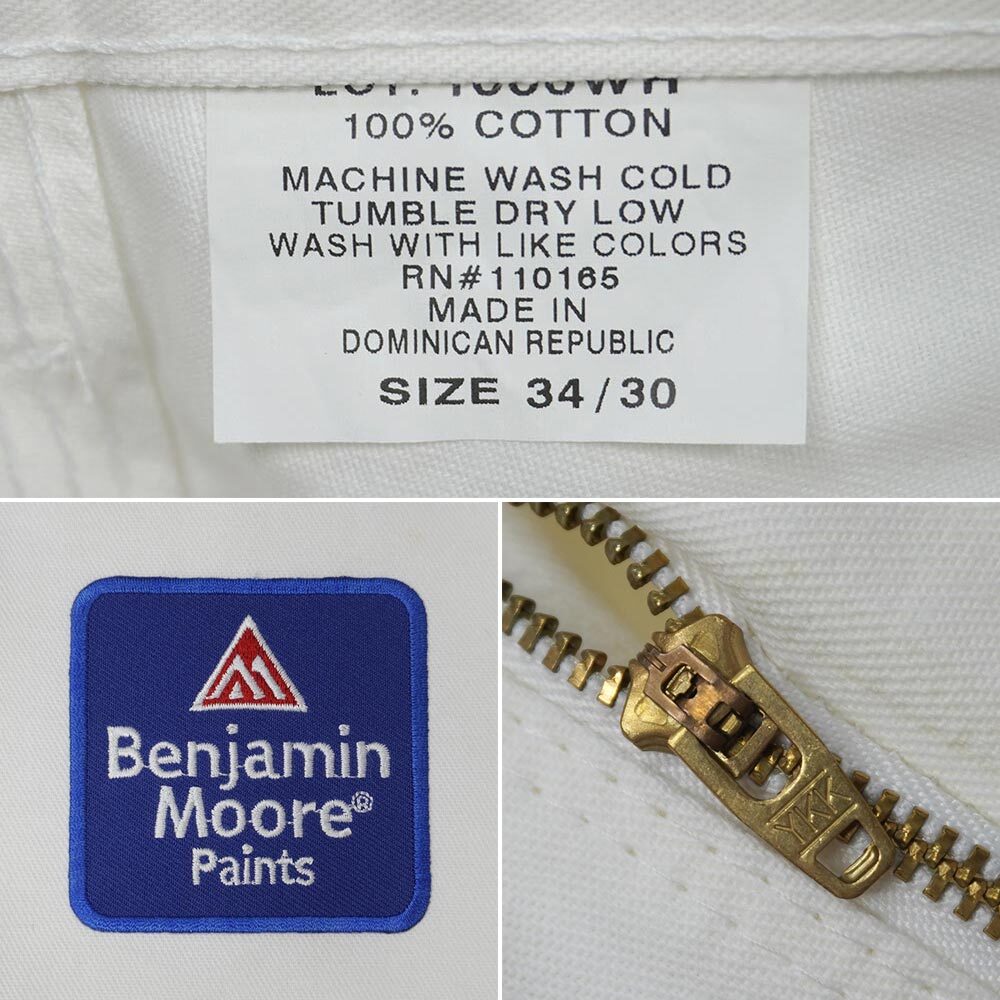 100% COTTON
MACHINE WASH COLD
TUMBLE DRY LOW
WASH WITH LIKE COLORS
RN#110165
MADE IN
DOMINICAN REPUBLIC
SIZE 34/30
Benjamin
Moore®
Paints
YKK